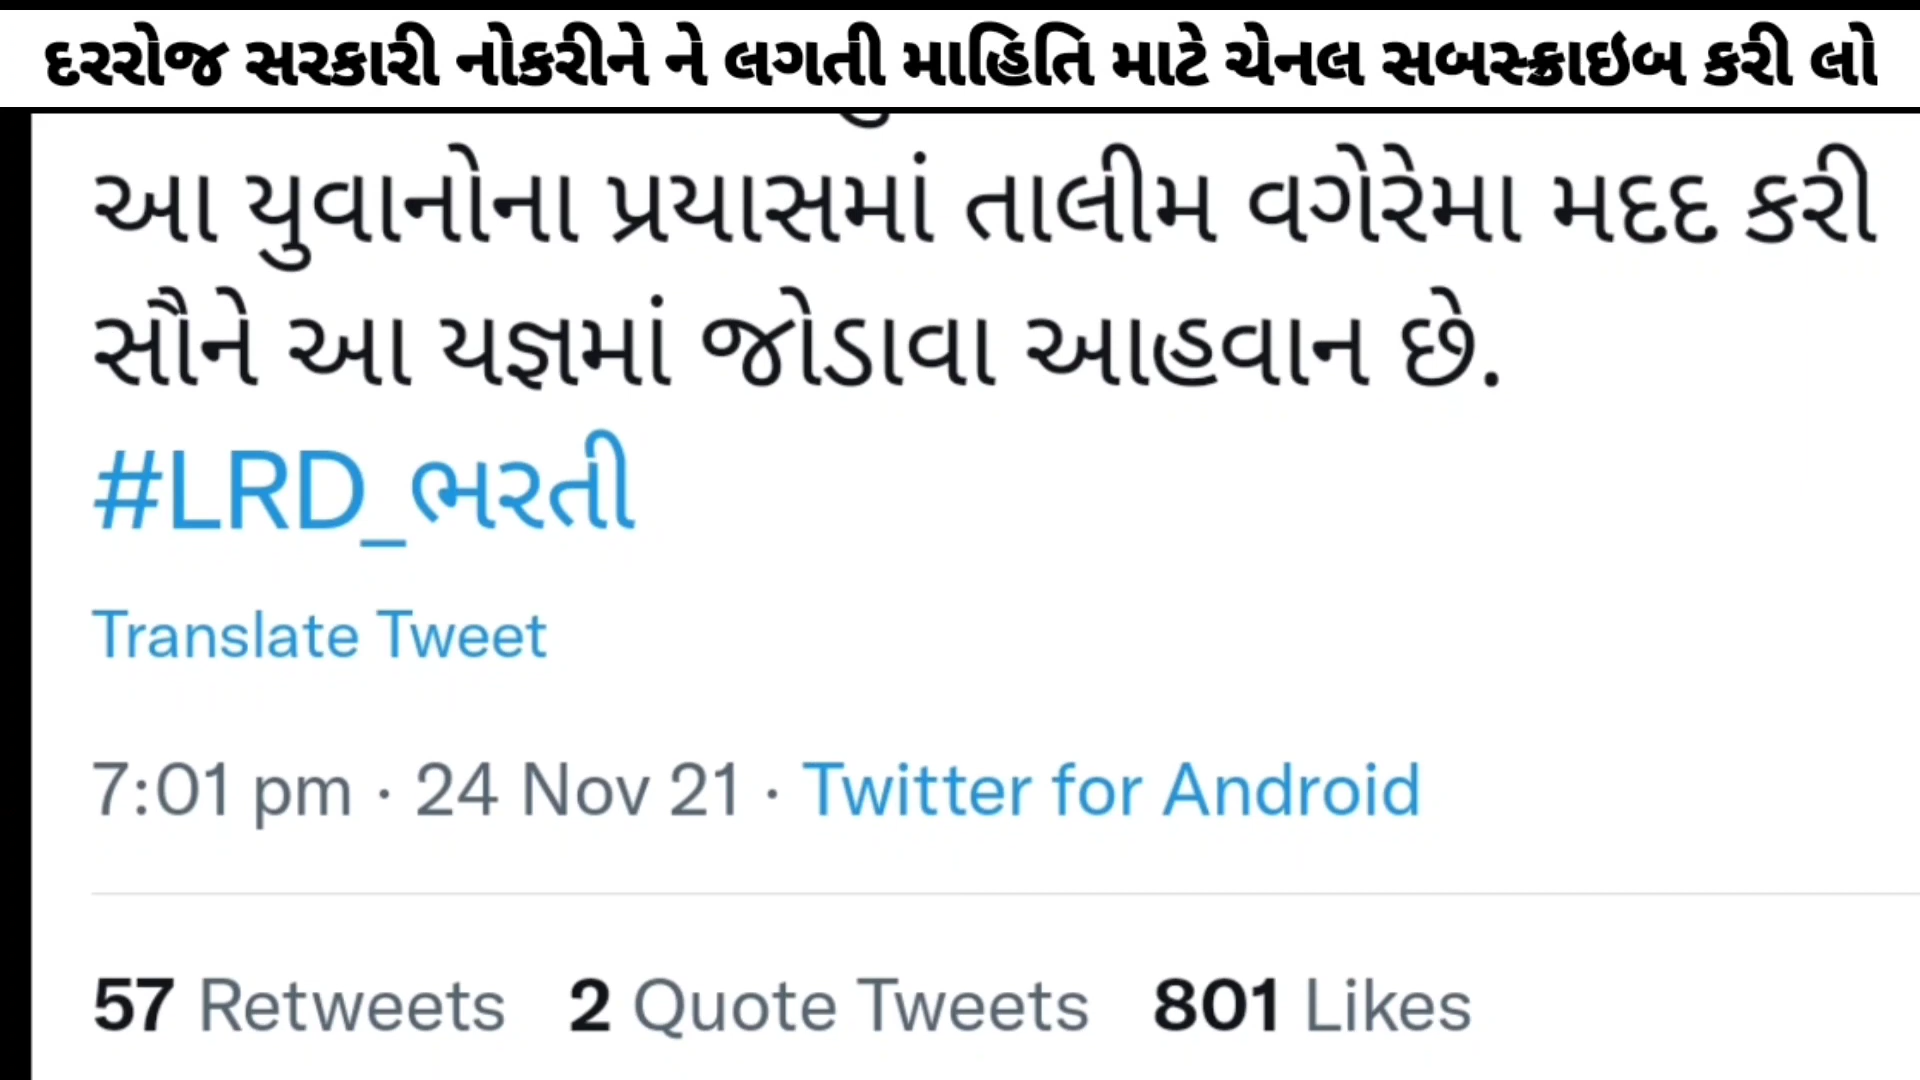 દરરોજ સરકારી નોકરીને ને લગતી માહિતિ માટે ચેનલ સબસ્ક્રાઇબ કરી લો
આ યુવાનોના પ્રયાસમાં તાલીમ વગેરેમા મદદ કરી
સૌને આ યજ્ઞમાં જોડાવા આહવાન છે.
#LRD_ભરતી
Translate Tweet
7:01 pm · 24 Nov 21 · Twitter for Android
57 Retweets 2 Quote Tweets 801 Likes